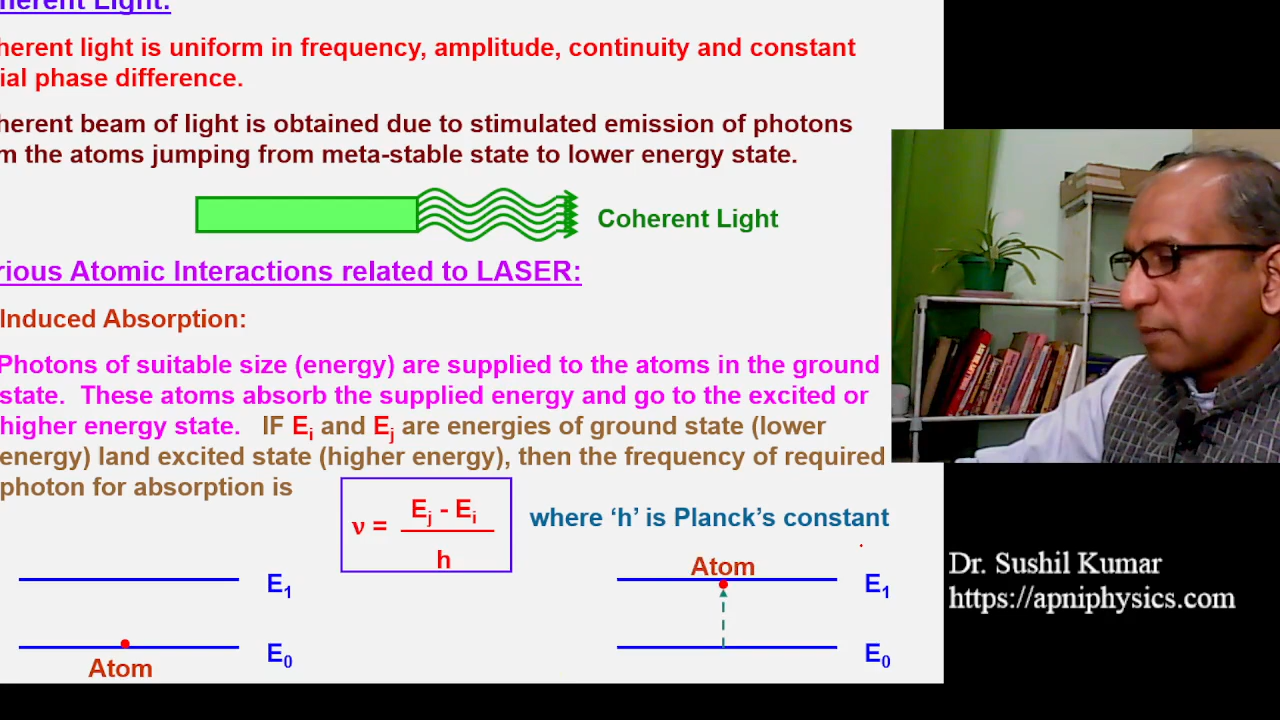 herent Light:
herent light is uniform in frequency, amplitude, continuity and constant
ial phase difference.
herent beam of light is obtained due to stimulated emission of photons
m the atoms jumping from meta-stable state to lower energy state.
Coherent Light
rious Atomic Interactions related to LASER:
Induced Absorption:
Photons of suitable size (energy) are supplied to the atoms in the ground
state. These atoms absorb the supplied energy and go to the excited or
higher energy state. IF Ei and Ej are energies of ground state (lower
energy) land excited state (higher energy), then the frequency of required
photon for absorption is
ν = Ej - Ei / h
where ‘h’ is Planck’s constant
Atom
E1
E0
Atom
E1
E0
Dr. Sushil Kumar
https://apniphysics.com